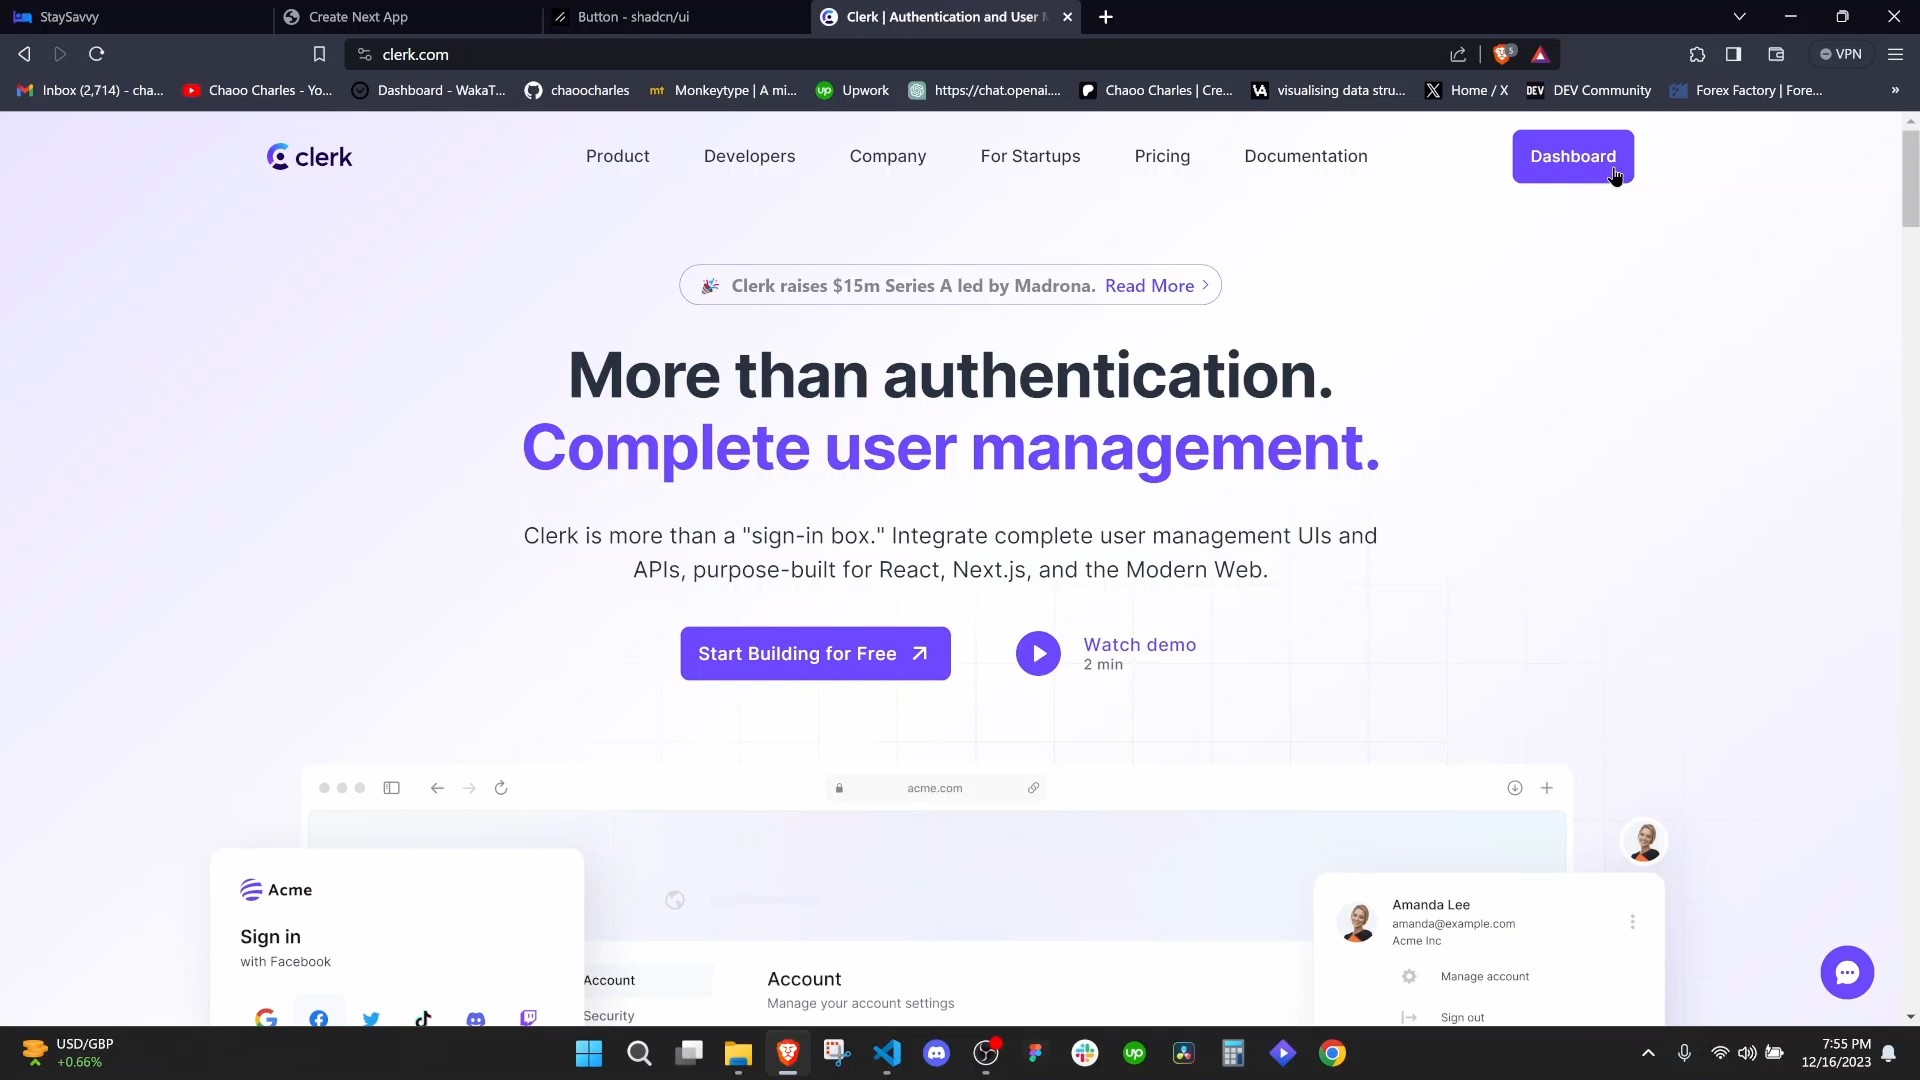 StaySavvy
Create Next App
Button - shadcn/ui
Clerk | Authentication and User
clerk.com
5
VPN
Inbox (2,714) - cha...
Chaoo Charles - Yo...
Dashboard - WakaT...
chaoocharles
mt
Monkeytype | A mi...
up
Upwork
https://chat.openai....
Chaoo Charles | Cre...
VA
visualising data stru...
Home / X
DEV
DEV Community
Forex Factory | Fore...
»
clerk
Product
Developers
Company
For Startups
Pricing
Documentation
Dashboard
Clerk raises $15m Series A led by Madrona. Read More
More than authentication.
Complete user management.
Clerk is more than a "sign-in box." Integrate complete user management UIs and
APIs, purpose-built for React, Next.js, and the Modern Web.
Start Building for Free
Watch demo
2 min
acme.com
Acme
Sign in
with Facebook
Account
Security
Account
Manage your account settings
Amanda Lee
amanda@example.com
Acme Inc
Manage account
Sign out
USD/GBP
+0.66%
up
7:55 PM
12/16/2023